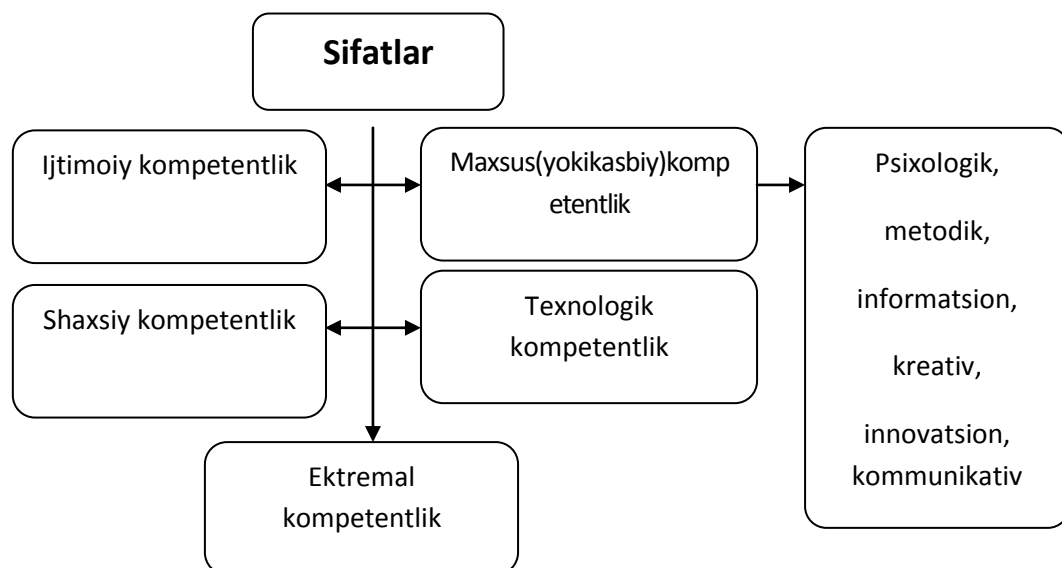 Sifatlar
Ijtimoiy kompetentlik
Maxsus(yokikasbiy)komp
etentlik
Psixologik,
metodik,
informatsion,
kreativ,
innovatsion,
kommunikativ
Shaxsiy kompetentlik
Texnologik
kompetentlik
Ektremal
kompetentlik